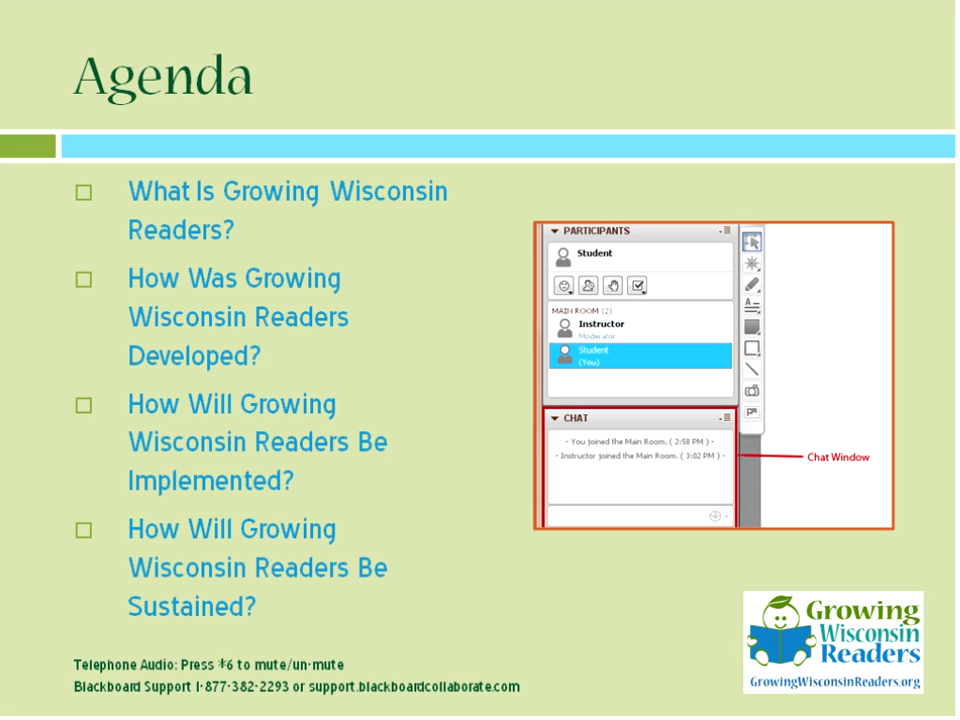 Agenda
What Is Growing Wisconsin
Readers?
How Was Growing
Wisconsin Readers
Developed?
How Will Growing
Wisconsin Readers Be
Implemented?
How Will Growing
Wisconsin Readers Be
Sustained?
PARTICIPANTS
Student
MAIN ROOM (2)
Instructor
Moderator
Student
(You)
CHAT
- You joined the Main Room. ( 2:58 PM ) -
- Instructor joined the Main Room. ( 3:02 PM ) -
Chat Window
Telephone Audio: Press *6 to mute/un-mute
Blackboard Support 1-877-382-2293 or support.blackboardcollaborate.com
Growing
Wisconsin
Readers
GrowingWisconsinReaders.org